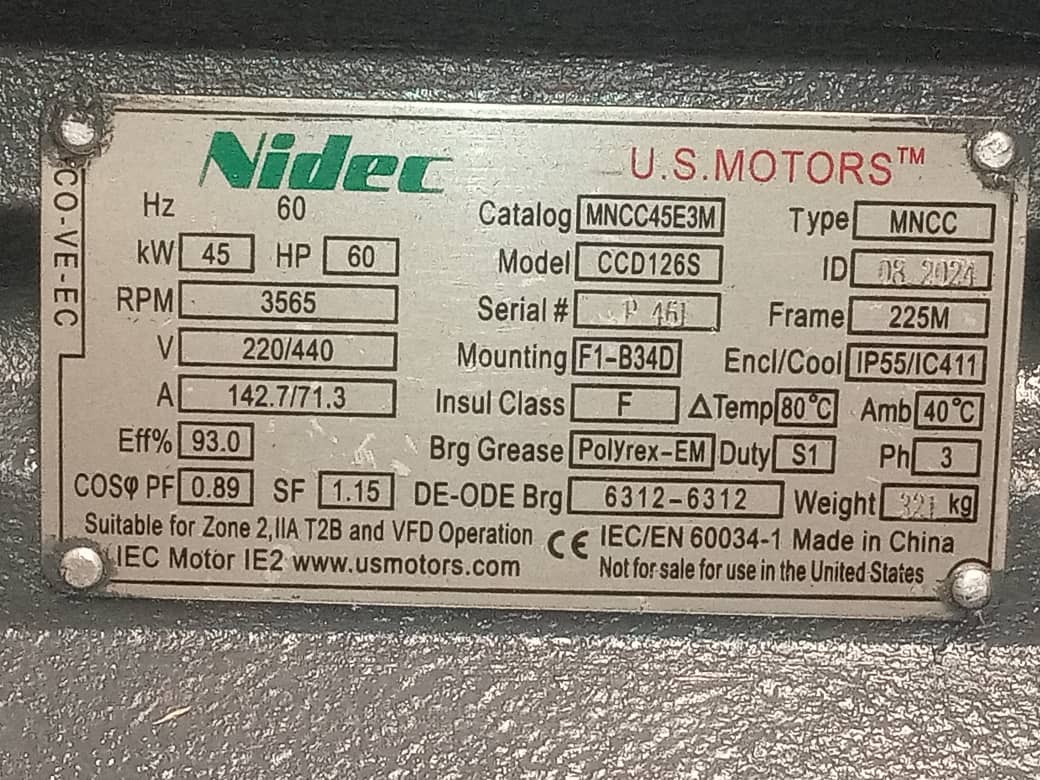 Nidec U.S.MOTORS™
CO-VE-EC
Hz 60 Catalog MNCC45E3M Type MNCC
kW 45 HP 60 Model CCD126S ID 08 2024
RPM 3565 Serial # P 461 Frame 225M
V 220/440 Mounting F1-B34D Encl/Cool IP55/IC411
A 142.7/71.3 Insul Class F ΔTemp 80°C Amb 40°C
Eff% 93.0 Brg Grease Polyrex-EM Duty S1 Ph 3
COSφ PF 0.89 SF 1.15 DE-ODE Brg 6312-6312 Weight 321 kg
Suitable for Zone 2,IIA T2B and VFD Operation CE IEC/EN 60034-1 Made in China
IEC Motor IE2 www.usmotors.com Not for sale for use in the United States